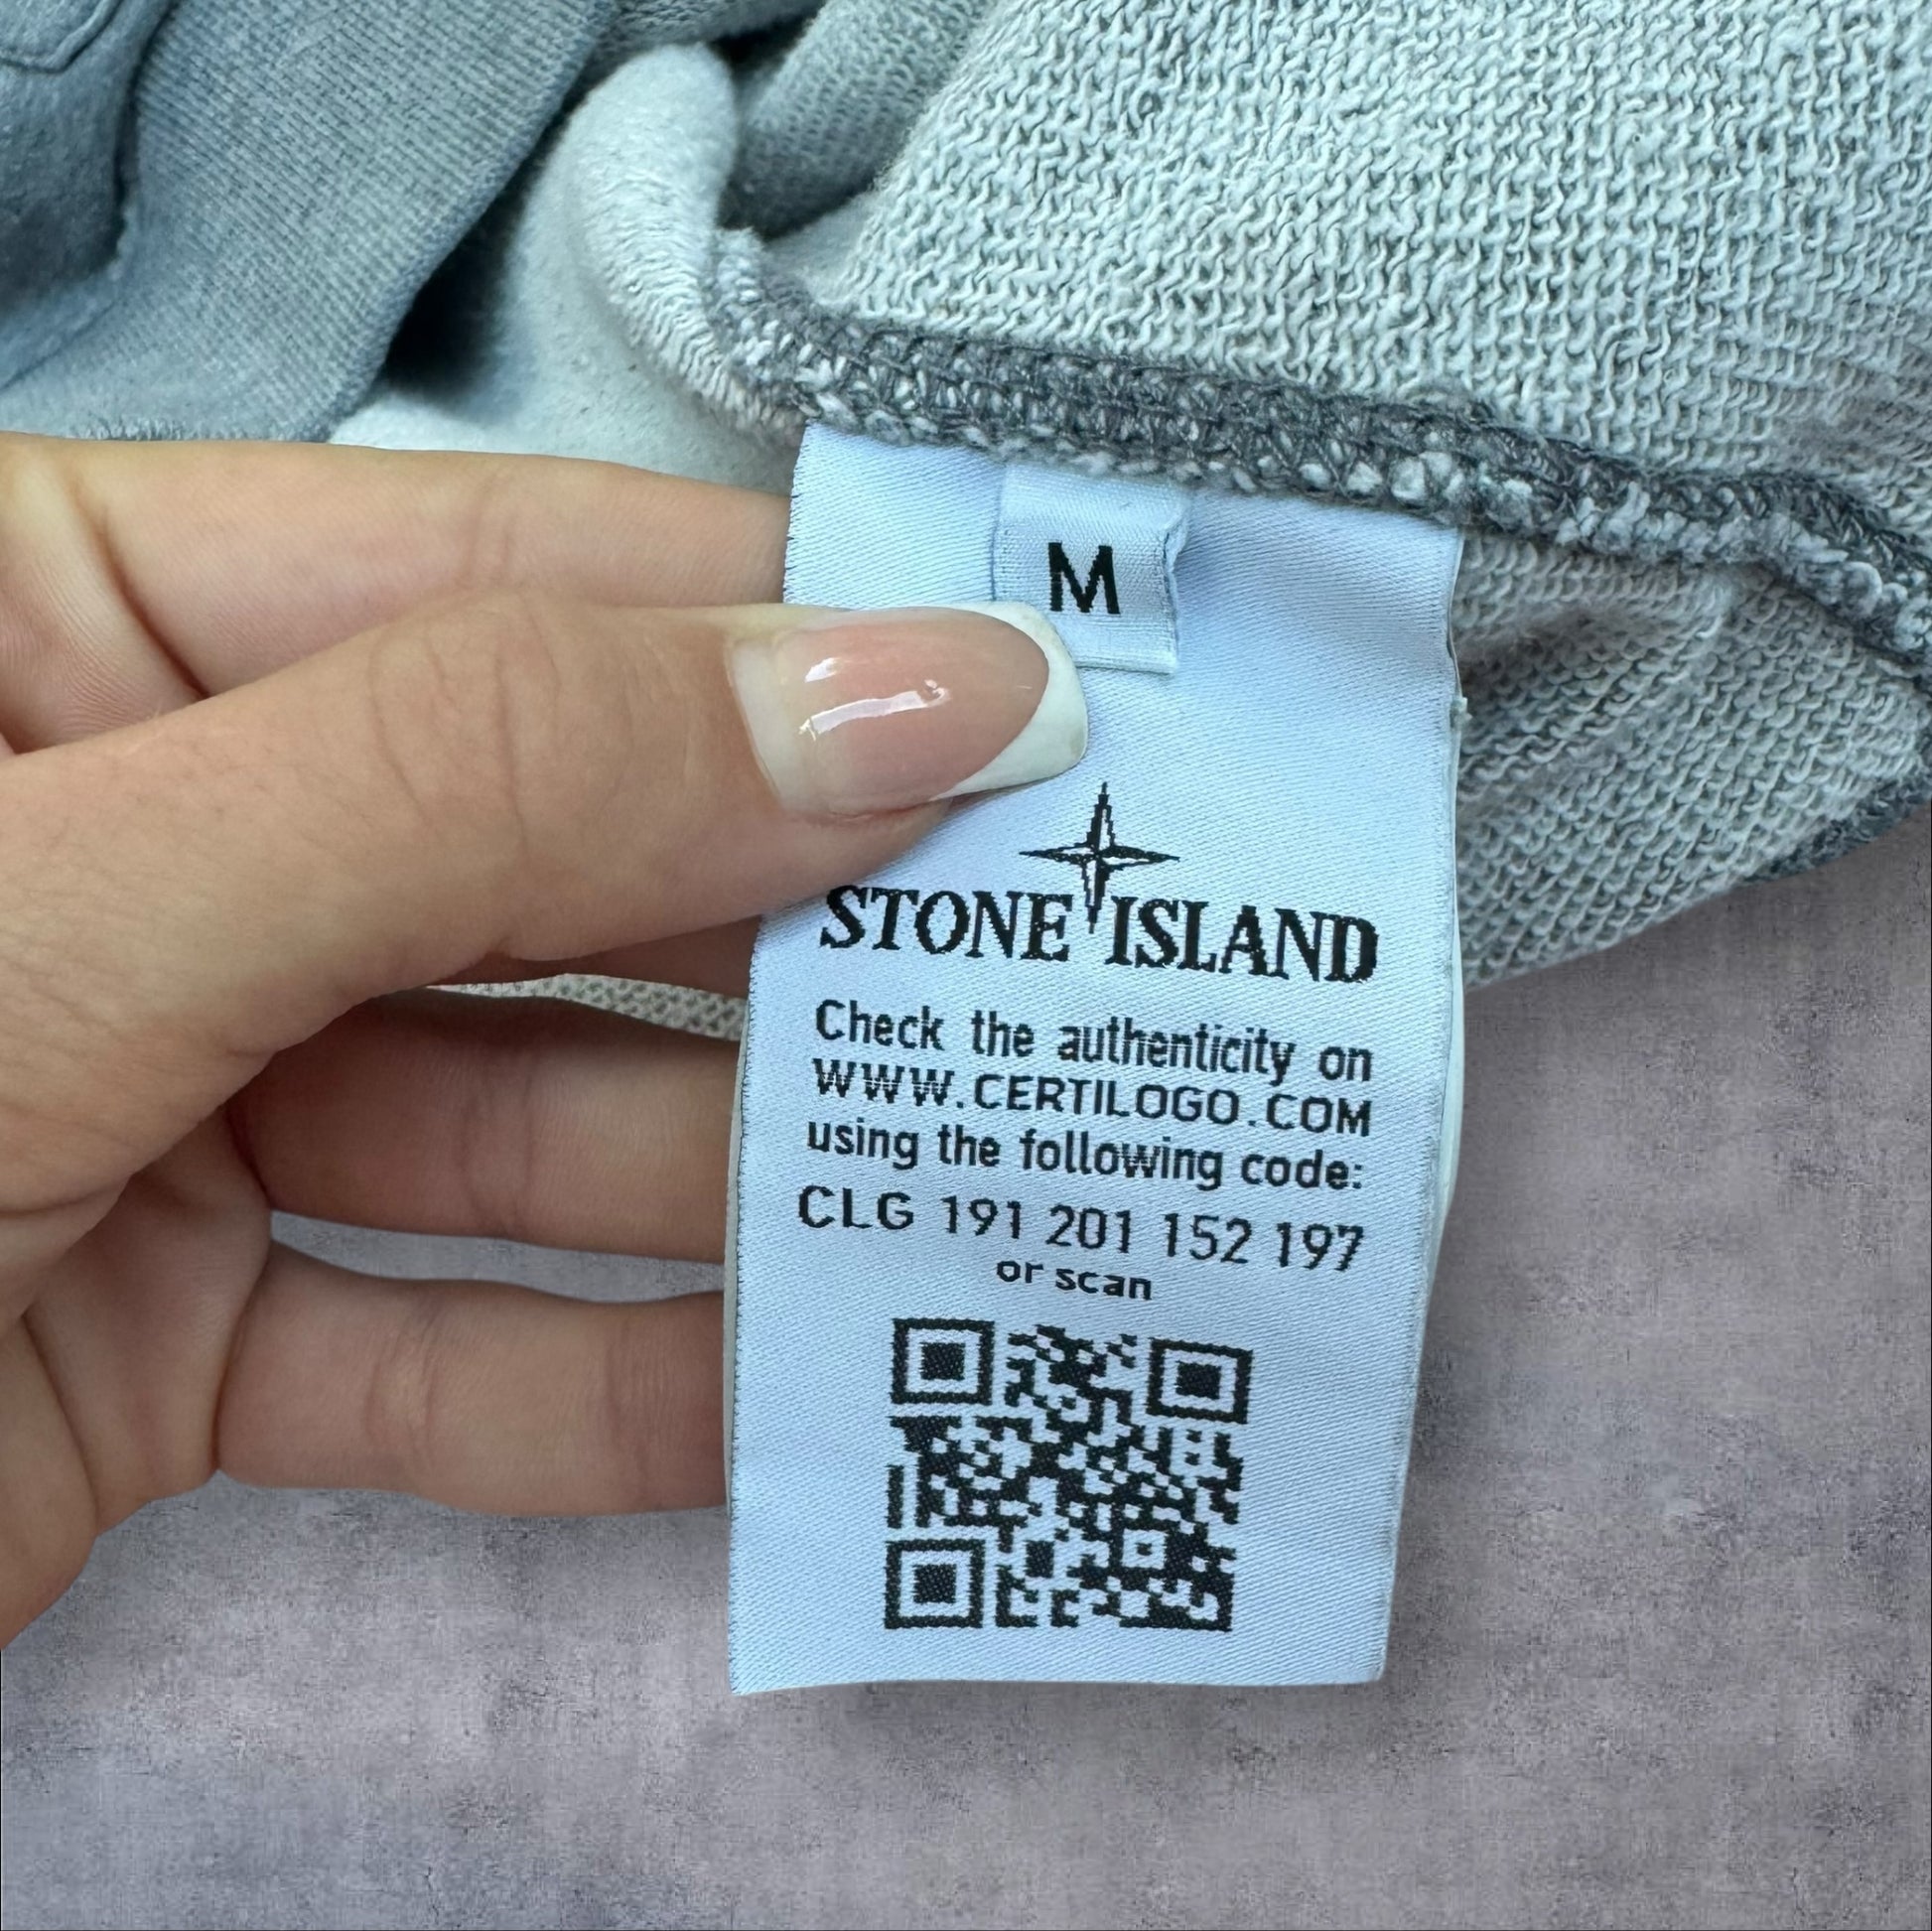 M
STONE ISLAND
Check the authenticity on
WWW.CERTILOGO.COM
using the following code:
CLG 191 201 152 197
or scan